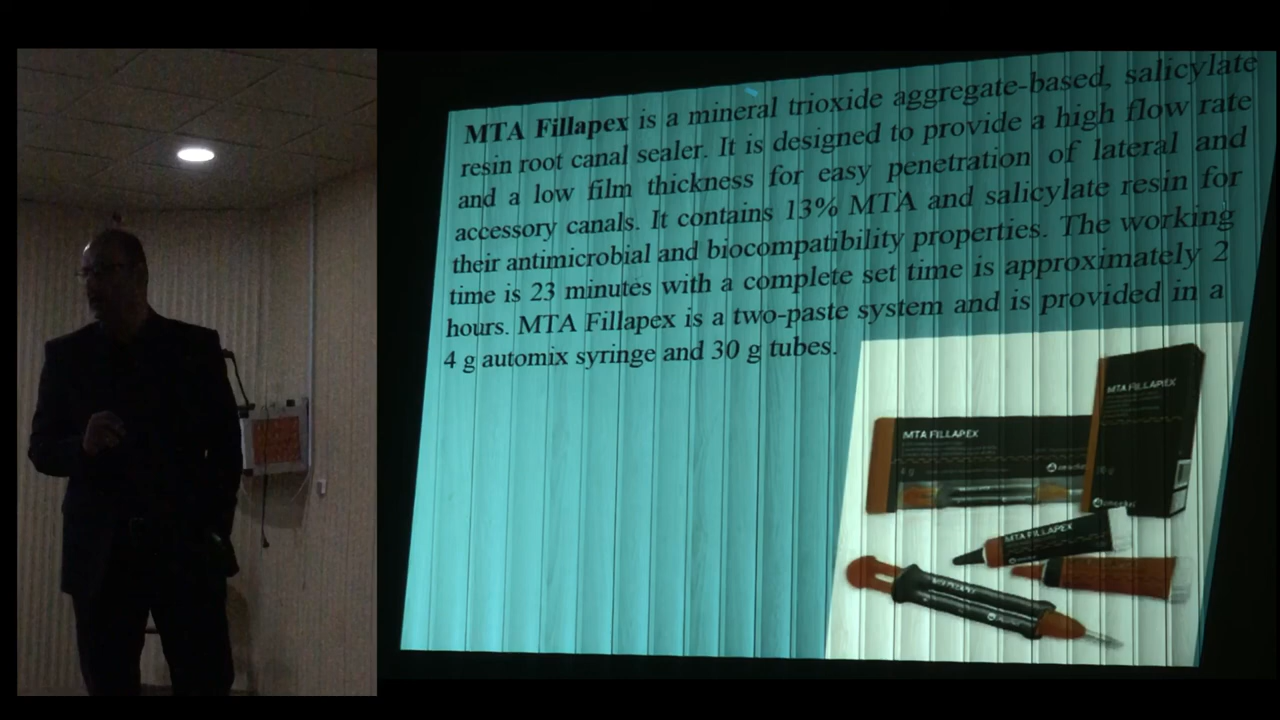 MTA Fillapex is a mineral trioxide aggregate-based, salicylate
resin root canal sealer. It is designed to provide a high flow rate
and a low film thickness for easy penetration of lateral and
accessory canals. It contains 13% MTA and salicylate resin for
their antimicrobial and biocompatibility properties. The working
time is 23 minutes with a complete set time is approximately 2
hours. MTA Fillapex is a two-paste system and is provided in a
4 g automix syringe and 30 g tubes.
MTA FILLAPEX
MTA FILLAPEX
4 g
MTA FILLAPEX